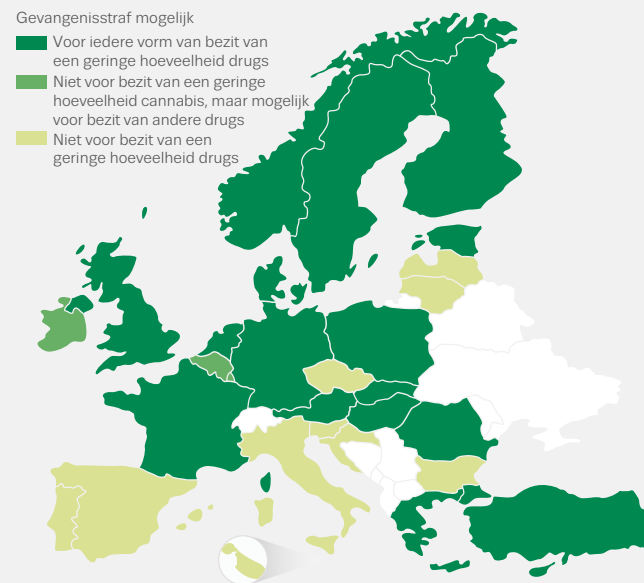 Gevangenisstraf mogelijk
Voor iedere vorm van bezit van
een geringe hoeveelheid drugs
Niet voor bezit van een geringe
hoeveelheid cannabis, maar mogelijk
voor bezit van andere drugs
Niet voor bezit van een
geringe hoeveelheid drugs